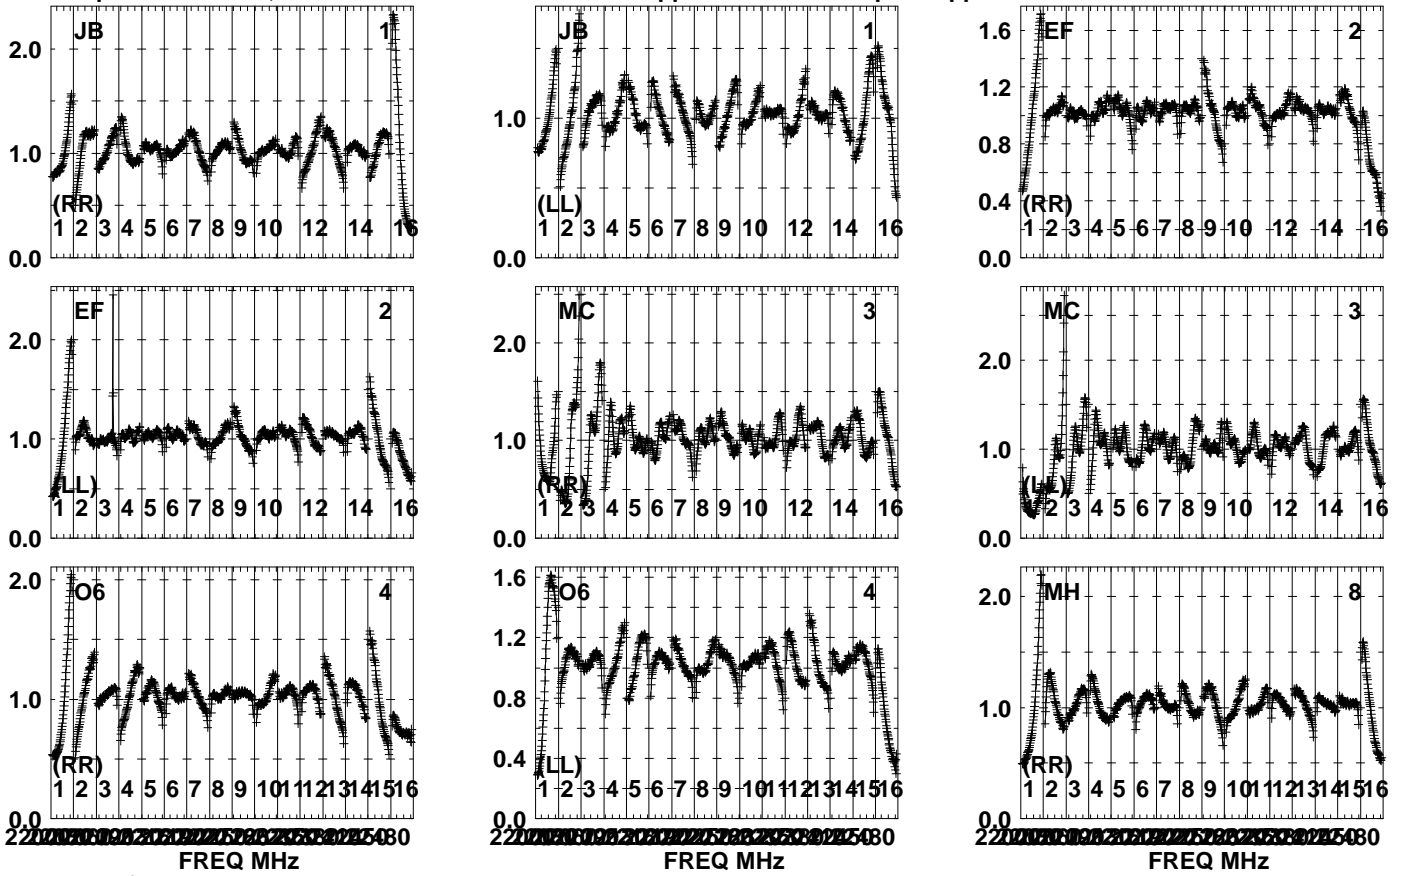 JB 1
2.0
1.0
(RR)
1 2 3 4 5 6 7 8 9 10 12 14 16
0.0
JB 1
1.0
(LL)
1 2 3 4 5 6 7 8 9 10 12 14 16
0.0
EF 2
1.6
1.2
0.8
0.4
(RR)
1 2 3 4 5 6 7 8 9 10 12 14 16
0.0
EF 2
2.0
1.0
(LL)
1 2 3 4 5 6 7 8 9 10 12 14 16
0.0
MC 3
2.0
1.0
(RR)
1 2 3 4 5 6 7 8 9 10 12 14 16
0.0
MC 3
2.0
1.0
(LL)
1 2 3 4 5 6 7 8 9 10 12 14 16
0.0
O6 4
2.0
1.0
(RR)
1 2 3 4 5 6 7 8 9 10 11 12 13 14 15 16
0.0
FREQ MHz
O6 4
1.6
1.2
0.8
0.4
(LL)
1 2 3 4 5 6 7 8 9 10 11 12 13 14 15 16
0.0
FREQ MHz
MH 8
2.0
1.0
(RR)
1 2 3 4 5 6 7 8 9 10 11 12 13 14 15 16
0.0
FREQ MHz